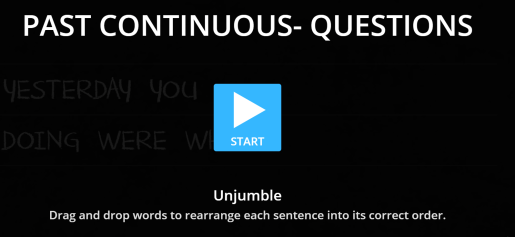 PAST CONTINUOUS- QUESTIONS
YESTERDAY YOU
DOING WERE
START
Unjumble
Drag and drop words to rearrange each sentence into its correct order.